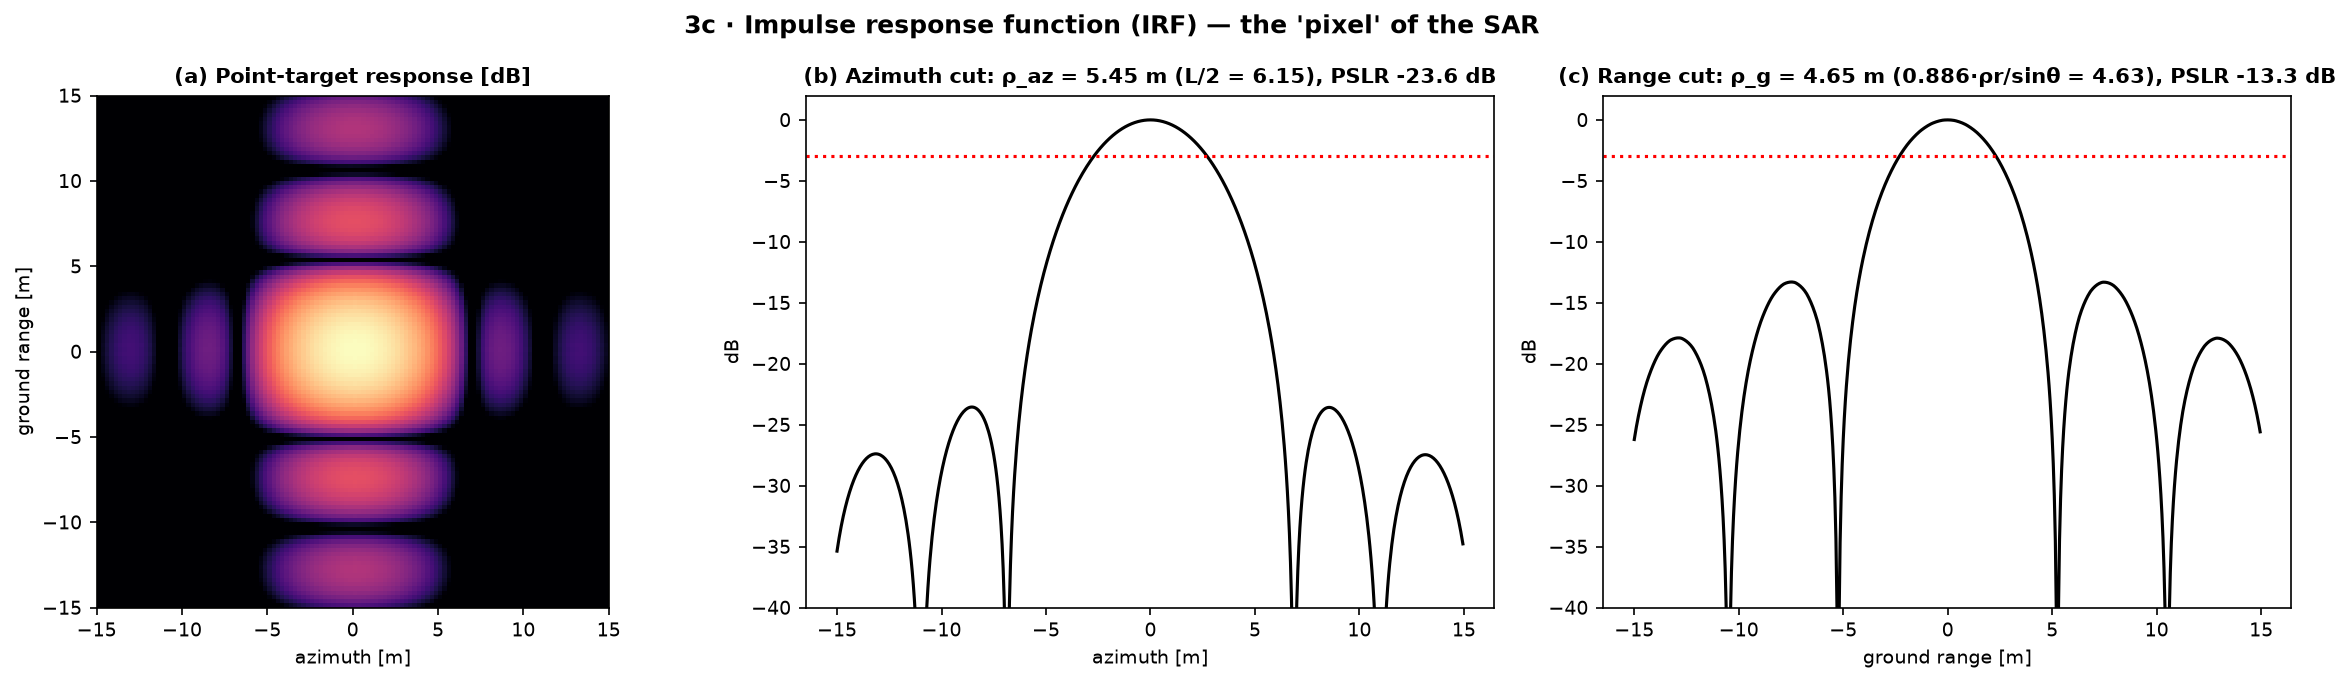 3c · Impulse response function (IRF) — the 'pixel' of the SAR
(a) Point-target response [dB]
15
10
5
0
−5
−10
−15
−15 −10 −5 0 5 10 15
ground range [m]
azimuth [m]
(b) Azimuth cut: ρ_az = 5.45 m (L/2 = 6.15), PSLR -23.6 dB
0
−5
−10
−15
−20
−25
−30
−35
−40
−15 −10 −5 0 5 10 15
dB
azimuth [m]
(c) Range cut: ρ_g = 4.65 m (0.886·ρr/sinθ = 4.63), PSLR -13.3 dB
0
−5
−10
−15
−20
−25
−30
−35
−40
−15 −10 −5 0 5 10 15
dB
ground range [m]